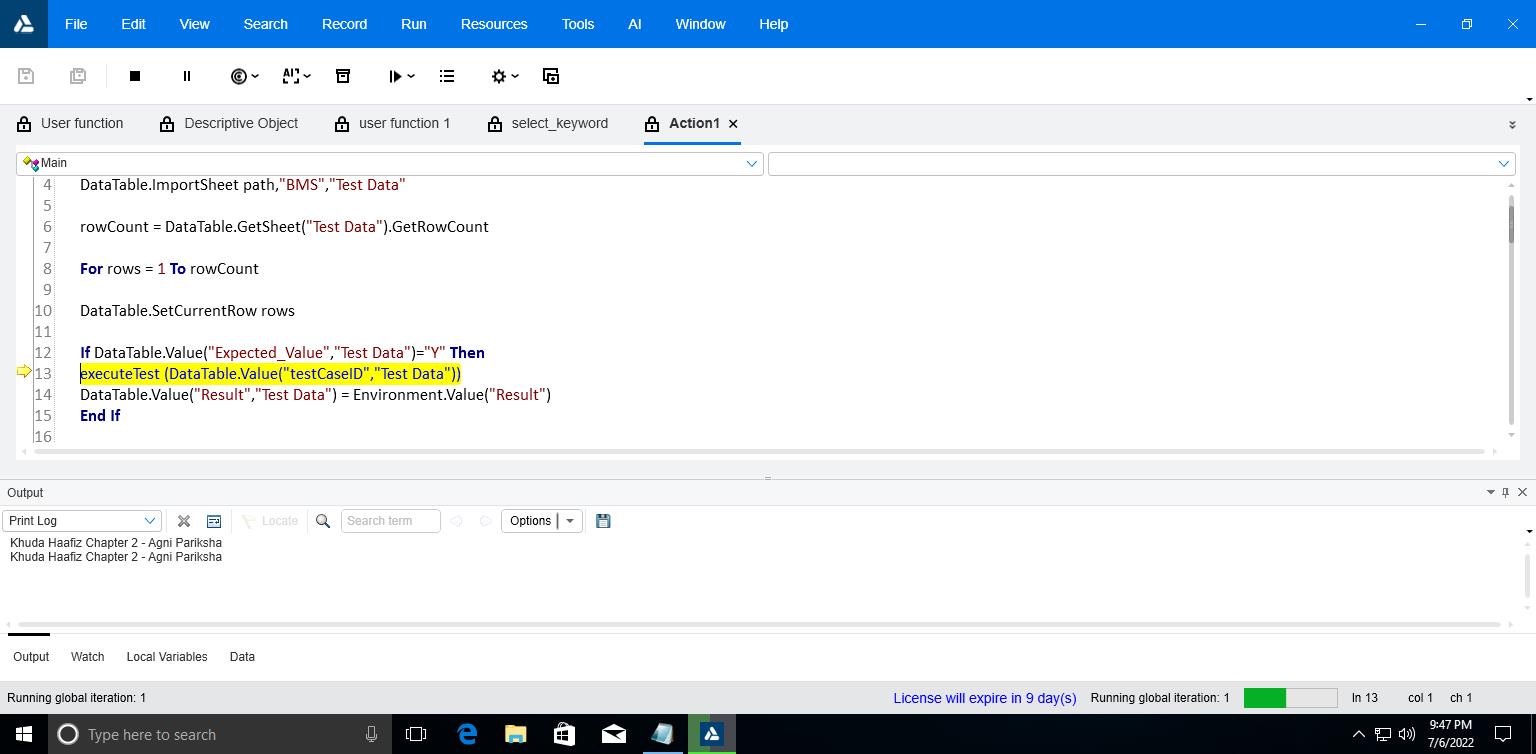 File Edit View Search Record Run Resources Tools AI Window Help
User function Descriptive Object user function 1 select_keyword Action1
Main
4 DataTable.ImportSheet path,"BMS","Test Data"
5
6 rowCount = DataTable.GetSheet("Test Data").GetRowCount
7
8 For rows = 1 To rowCount
9
10 DataTable.SetCurrentRow rows
11
12 If DataTable.Value("Expected_Value","Test Data")="Y" Then
13 executeTest (DataTable.Value("testCaseID","Test Data"))
14 DataTable.Value("Result","Test Data") = Environment.Value("Result")
15 End If
16
Output
Print Log Locate Search term Options
Khuda Haafiz Chapter 2 - Agni Pariksha
Khuda Haafiz Chapter 2 - Agni Pariksha
Output Watch Local Variables Data
Running global iteration: 1 License will expire in 9 day(s) Running global iteration: 1 ln 13 col 1 ch 1
Type here to search
9:47 PM
7/6/2022